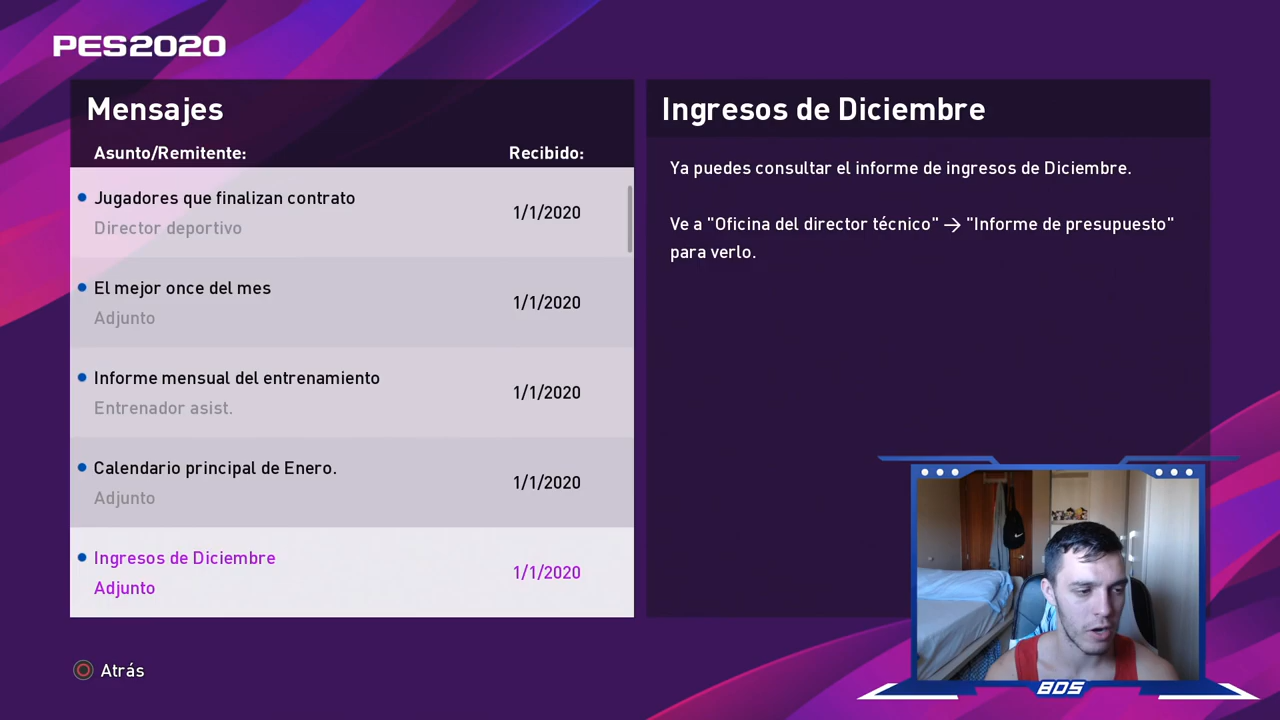 PES2020
Mensajes
Asunto/Remitente:
Recibido:
Jugadores que finalizan contrato
Director deportivo
1/1/2020
El mejor once del mes
Adjunto
1/1/2020
Informe mensual del entrenamiento
Entrenador asist.
1/1/2020
Calendario principal de Enero.
Adjunto
1/1/2020
Ingresos de Diciembre
Adjunto
1/1/2020
Ingresos de Diciembre
Ya puedes consultar el informe de ingresos de Diciembre.
Ve a "Oficina del director técnico" → "Informe de presupuesto"
para verlo.
Atrás
BDS